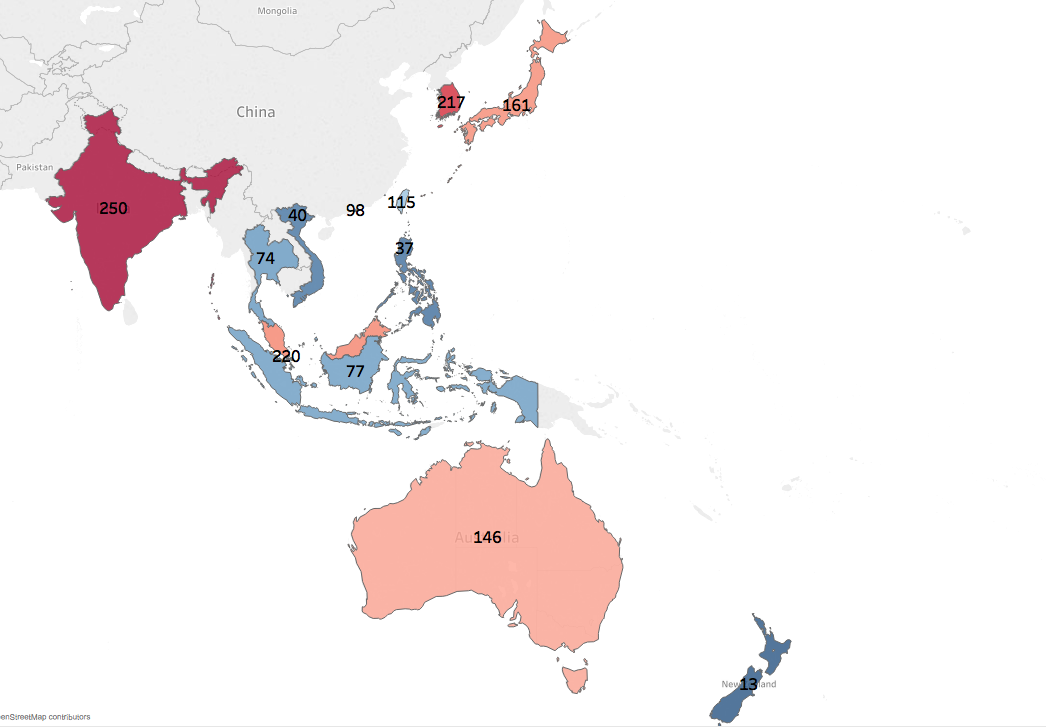 Mongolia
217
161
China
Pakistan
250
115
98
40
37
74
220
77
Australia
146
New Zealand
13
enStreetMap contributors